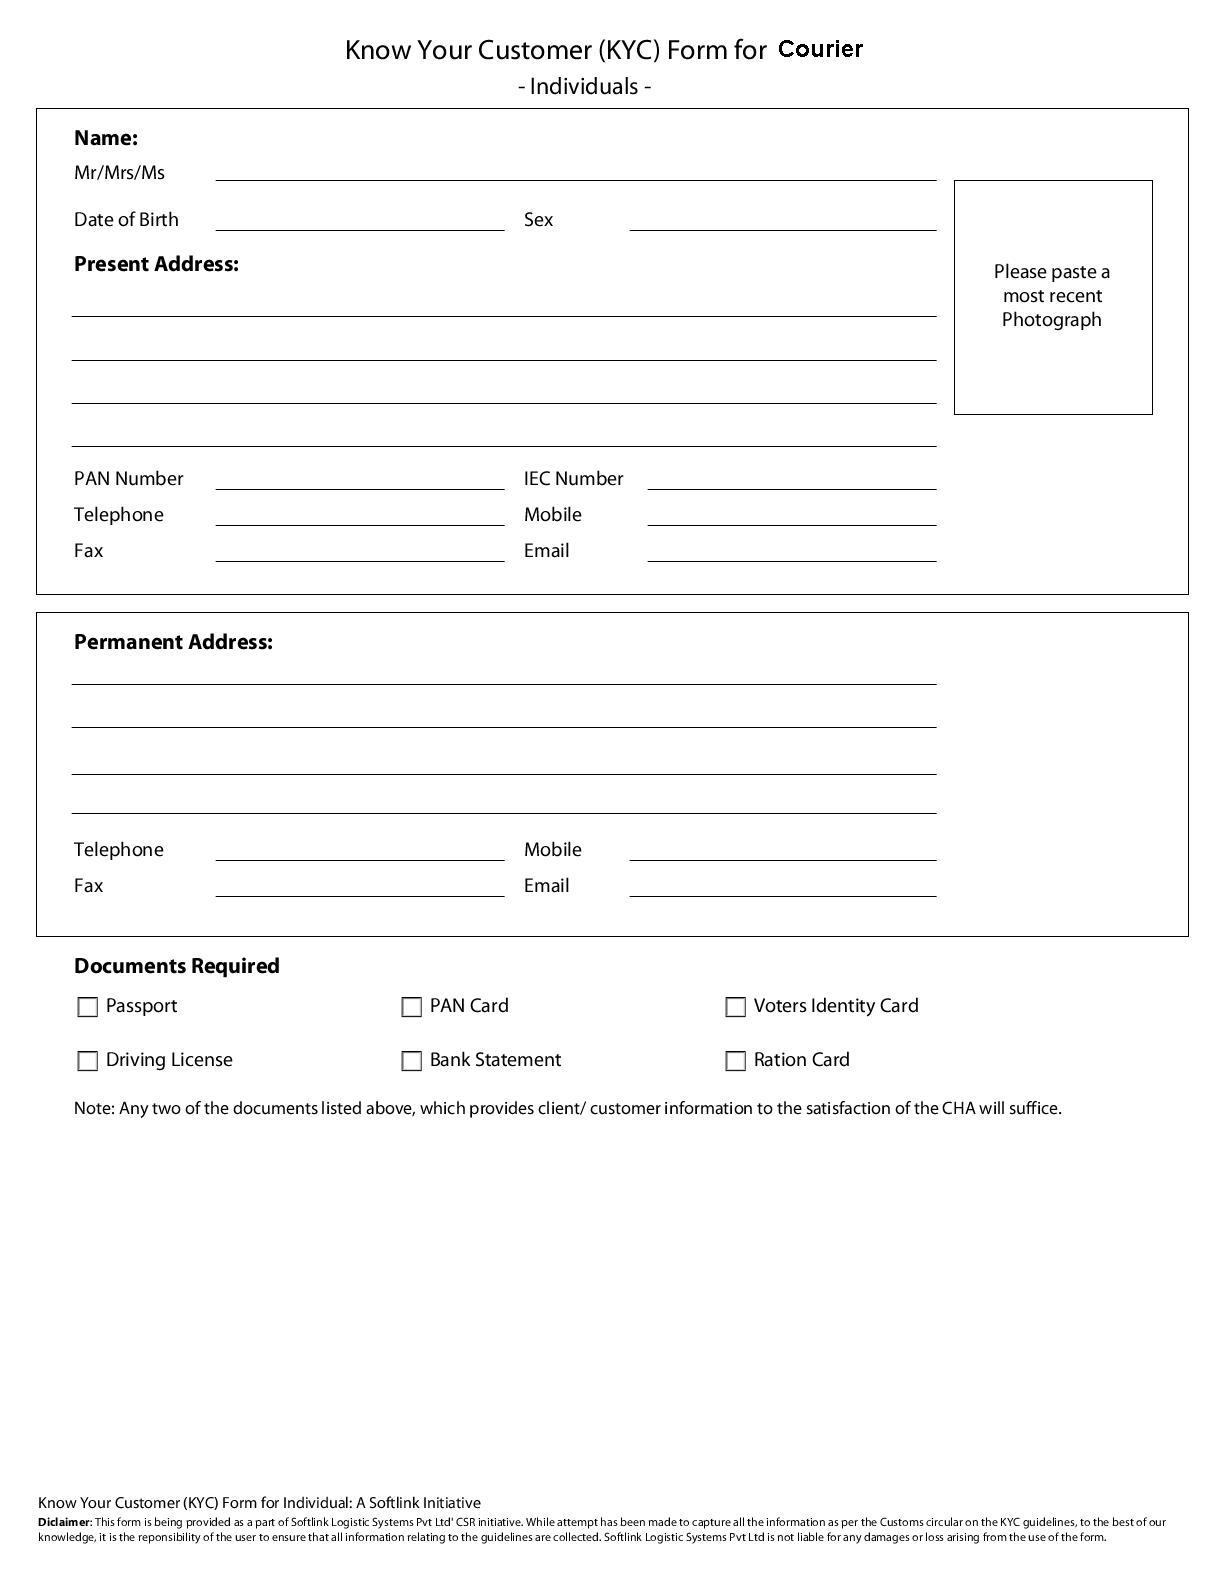 Know Your Customer (KYC) Form for Courier
- Individuals -
Name:
Mr/Mrs/Ms
Date of Birth Sex
Present Address:
Please paste a
most recent
Photograph
PAN Number IEC Number
Telephone Mobile
Fax Email
Permanent Address:
Telephone Mobile
Fax Email
Documents Required
Passport PAN Card Voters Identity Card
Driving License Bank Statement Ration Card
Note: Any two of the documents listed above, which provides client/ customer information to the satisfaction of the CHA will suffice.
Know Your Customer (KYC) Form for Individual: A Softlink Initiative
Diclaimer: This form is being provided as a part of Softlink Logistic Systems Pvt Ltd' CSR initiative. While attempt has been made to capture all the information as per the Customs circular on the KYC guidelines, to the best of our
knowledge, it is the reponsibility of the user to ensure that all information relating to the guidelines are collected. Softlink Logistic Systems Pvt Ltd is not liable for any damages or loss arising from the use of the form.